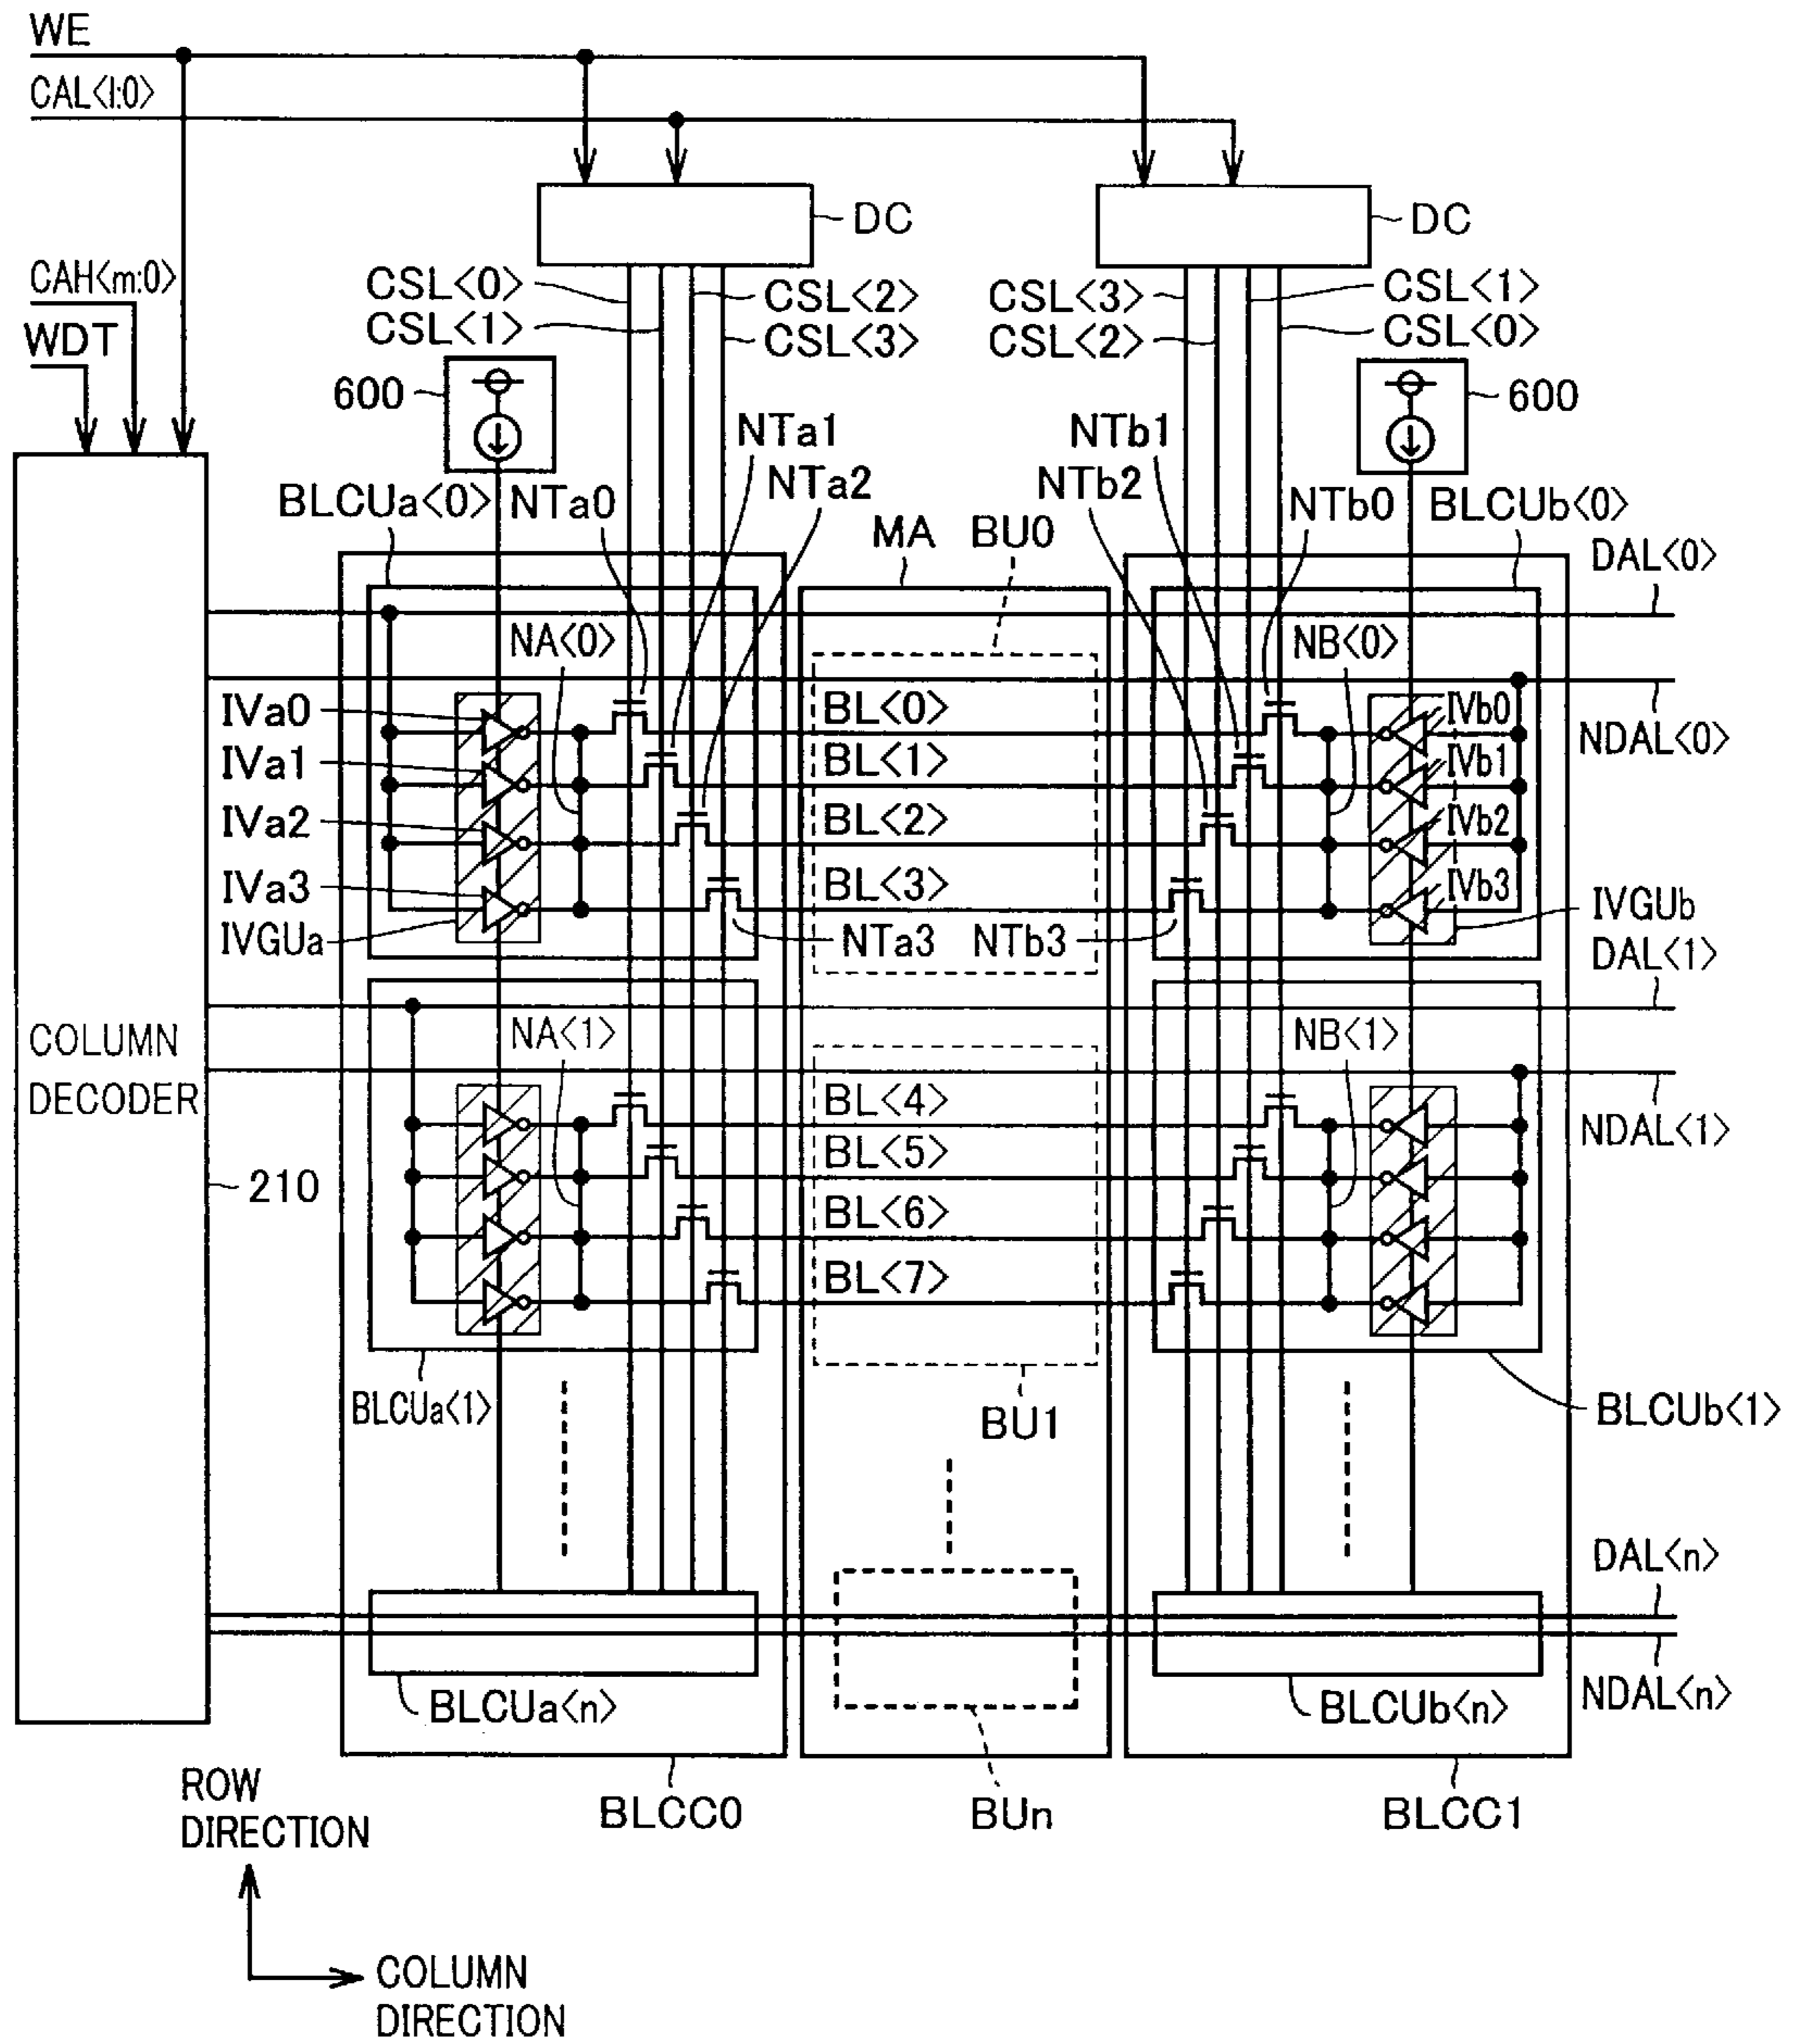 WE
CAL<l:0>
DC
DC
CAH<m:0>
WDT
CSL<0>
CSL<1>
CSL<2>
CSL<3>
CSL<3>
CSL<2>
CSL<1>
CSL<0>
600
600
NTa1
NTb1
NTa2
NTb2
BLCUa<0>
NTa0
NTb0
BLCUb<0>
MA
BU0
DAL<0>
NA<0>
NB<0>
IVa0
BL<0>
IVb0
NDAL<0>
IVa1
BL<1>
IVb1
IVa2
BL<2>
IVb2
IVa3
BL<3>
IVb3
IVGUa
NTa3
NTb3
IVGUb
DAL<1>
COLUMN
DECODER
NA<1>
NB<1>
BL<4>
NDAL<1>
BL<5>
210
BL<6>
BL<7>
BLCUa<1>
BU1
BLCUb<1>
DAL<n>
BLCUa<n>
BLCUb<n>
NDAL<n>
ROW
DIRECTION
BLCC0
BUn
BLCC1
COLUMN
DIRECTION